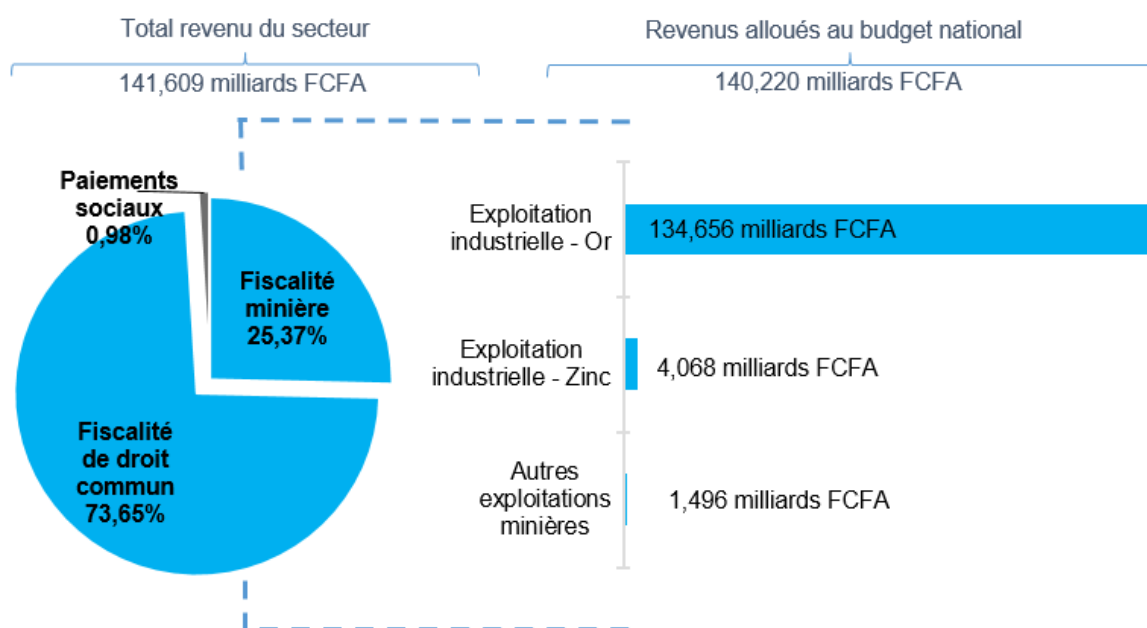 Total revenu du secteur
141,609 milliards FCFA
Revenus alloués au budget national
140,220 milliards FCFA
Paiements
sociaux
0,98%
Fiscalité
minière
25,37%
Fiscalité
de droit
commun
73,65%
Exploitation
industrielle - Or
134,656 milliards FCFA
Exploitation
industrielle - Zinc
4,068 milliards FCFA
Autres
exploitations
minières
1,496 milliards FCFA